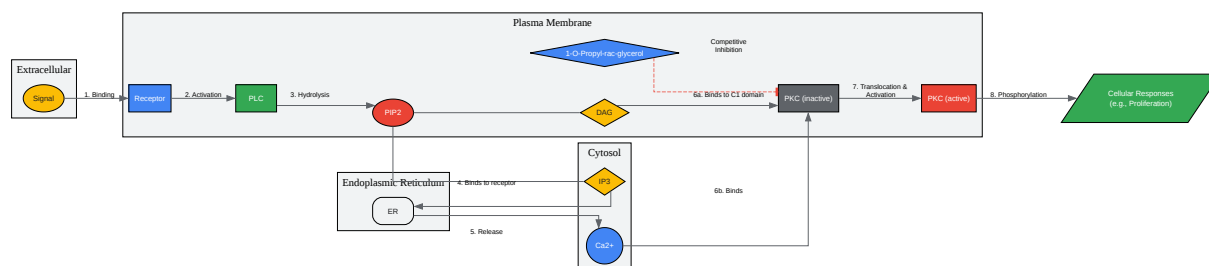 Plasma Membrane
Extracellular
Signal
1. Binding
Receptor
2. Activation
PLC
3. Hydrolysis
PIP2
1-O-Propyl-rac-glycerol
Competitive
Inhibition
DAG
6a. Binds to C1 domain
PKC (inactive)
7. Translocation &
Activation
PKC (active)
8. Phosphorylation
Cellular Responses
(e.g., Proliferation)
Cytosol
Endoplasmic Reticulum
4. Binds to receptor
IP3
6b. Binds
ER
5. Release
Ca2+